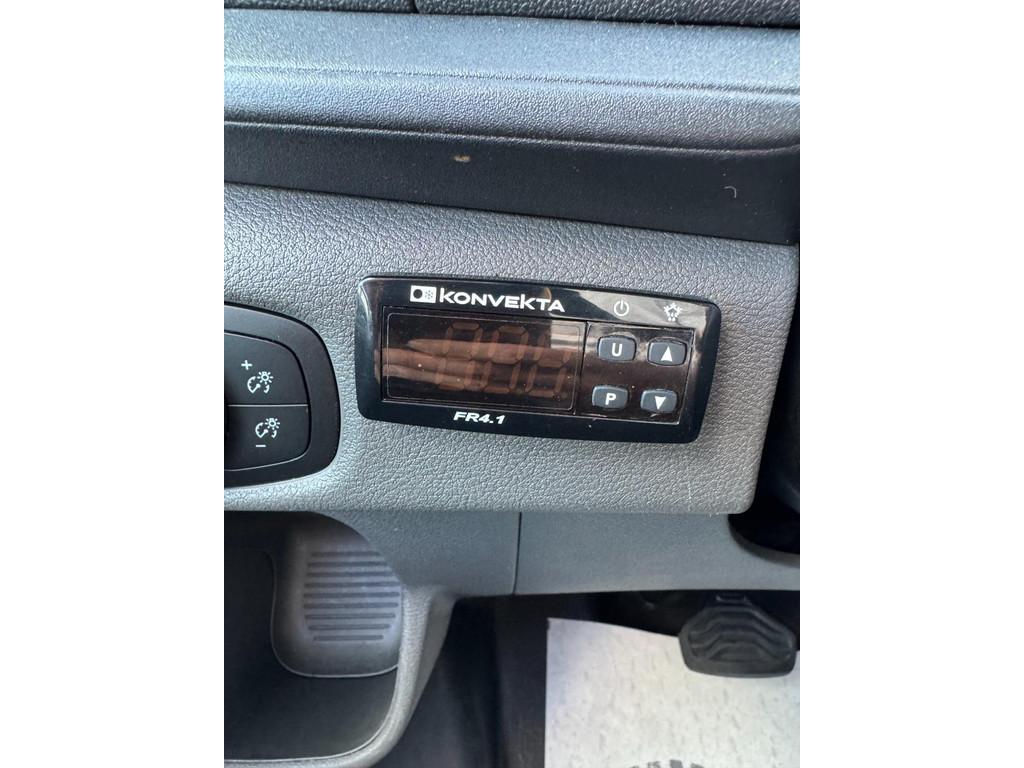 KONVEKTA
U
P
FR4.1
+
−